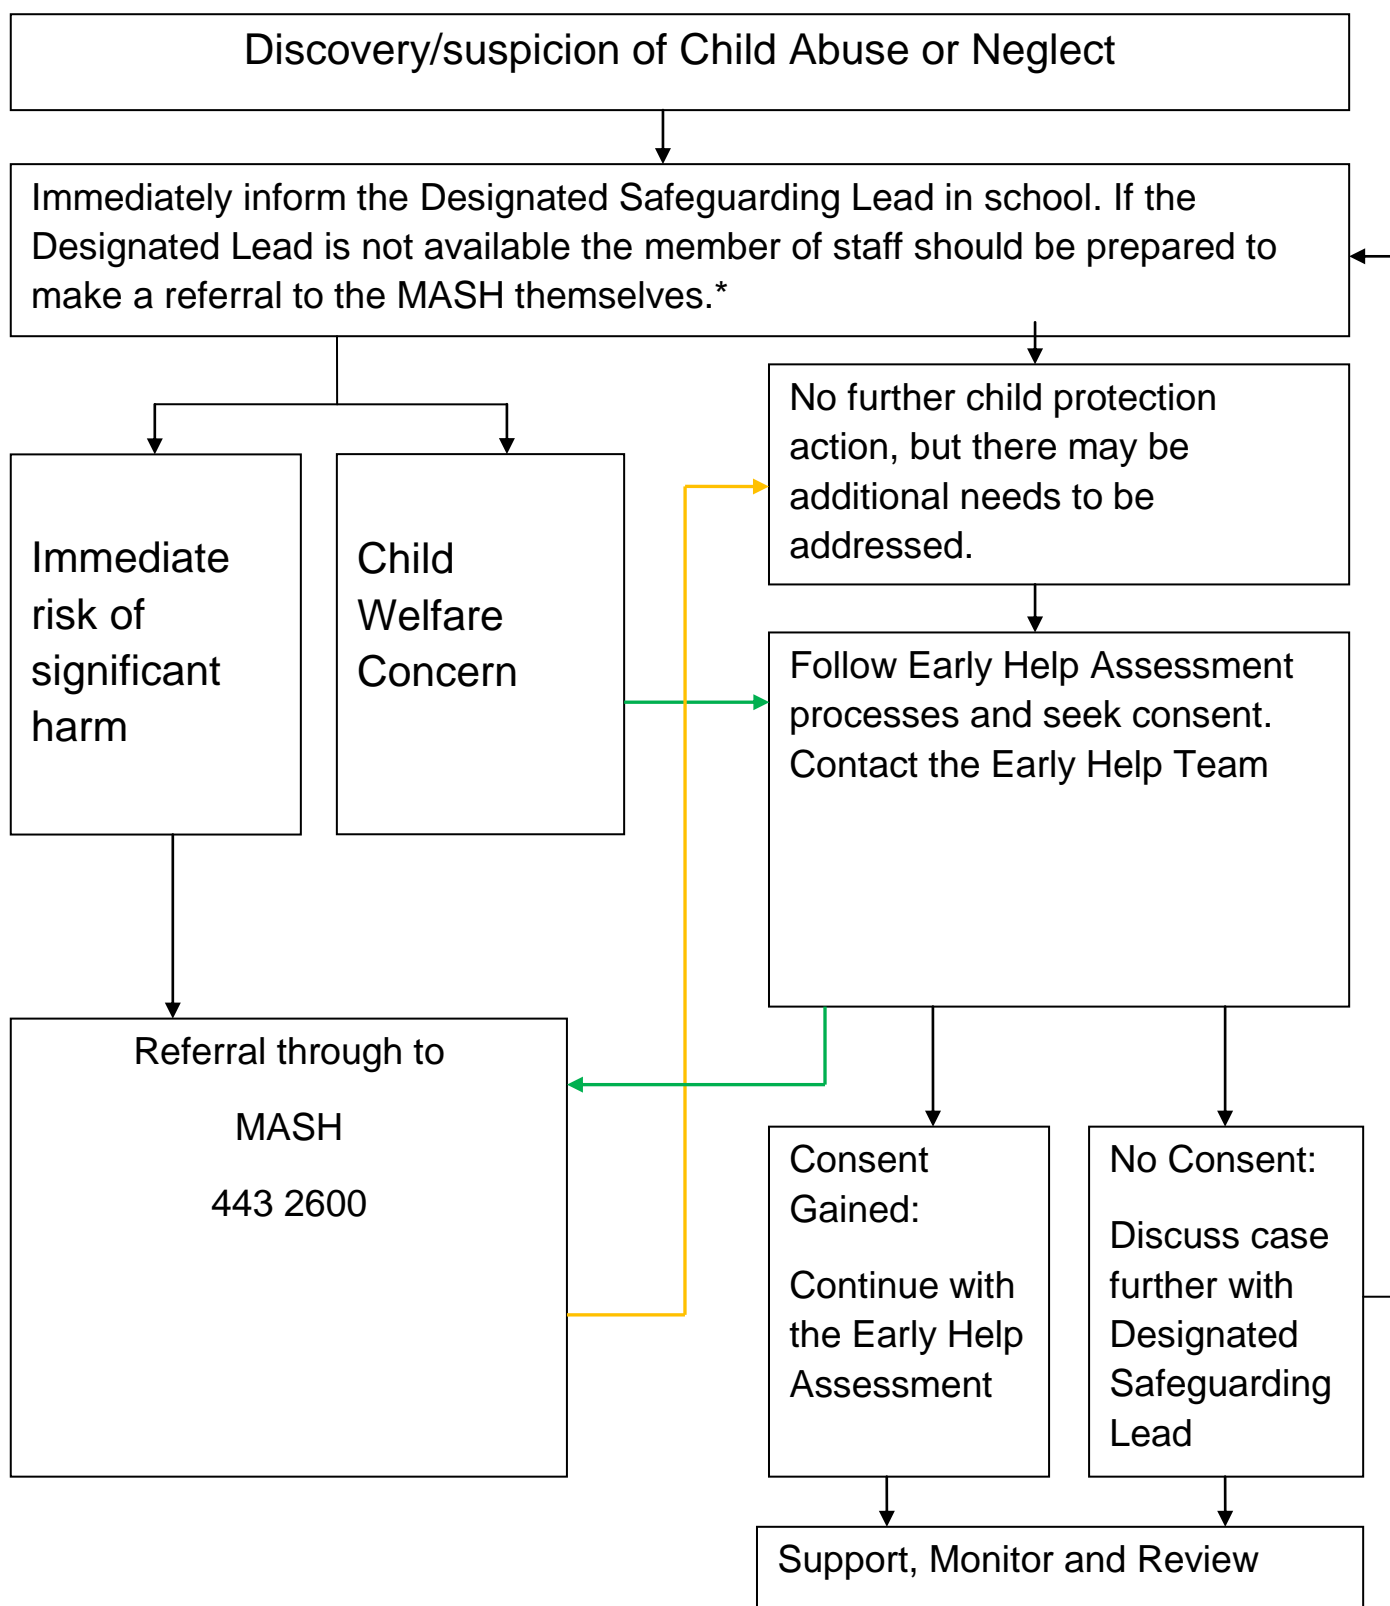 Discovery/suspicion of Child Abuse or Neglect
Immediately inform the Designated Safeguarding Lead in school. If the
Designated Lead is not available the member of staff should be prepared to
make a referral to the MASH themselves.*
No further child protection
action, but there may be
additional needs to be
addressed.
Immediate
risk of
significant
harm
Child
Welfare
Concern
Follow Early Help Assessment
processes and seek consent.
Contact the Early Help Team
Referral through to
MASH
443 2600
Consent
Gained:
Continue with
the Early Help
Assessment
No Consent:
Discuss case
further with
Designated
Safeguarding
Lead
Support, Monitor and Review